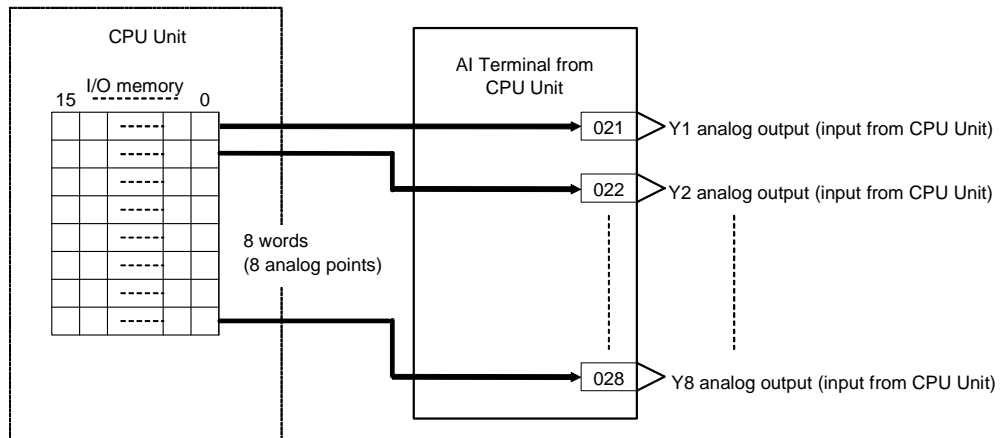 CPU Unit
I/O memory
15 0
8 words
(8 analog points)
AI Terminal from
CPU Unit
021 Y1 analog output (input from CPU Unit)
022 Y2 analog output (input from CPU Unit)
028 Y8 analog output (input from CPU Unit)